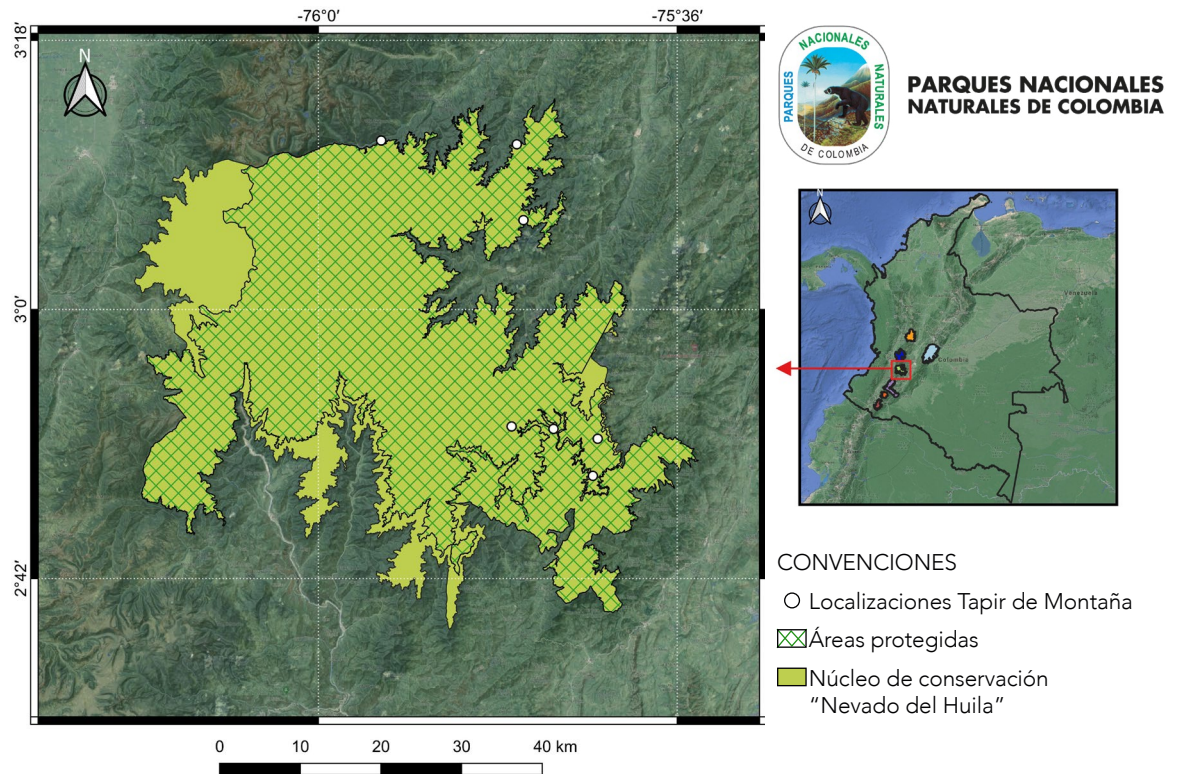 -76°0′
-75°36′
3°18′
3°0′
2°42′
N
0 10 20 30 40 km
PARQUES
NACIONALES
NATURALES
DE COLOMBIA
PARQUES NACIONALES
NATURALES DE COLOMBIA
N
Venezuela
Colombia
CONVENCIONES
Localizaciones Tapir de Montaña
Áreas protegidas
Núcleo de conservación
“Nevado del Huila”